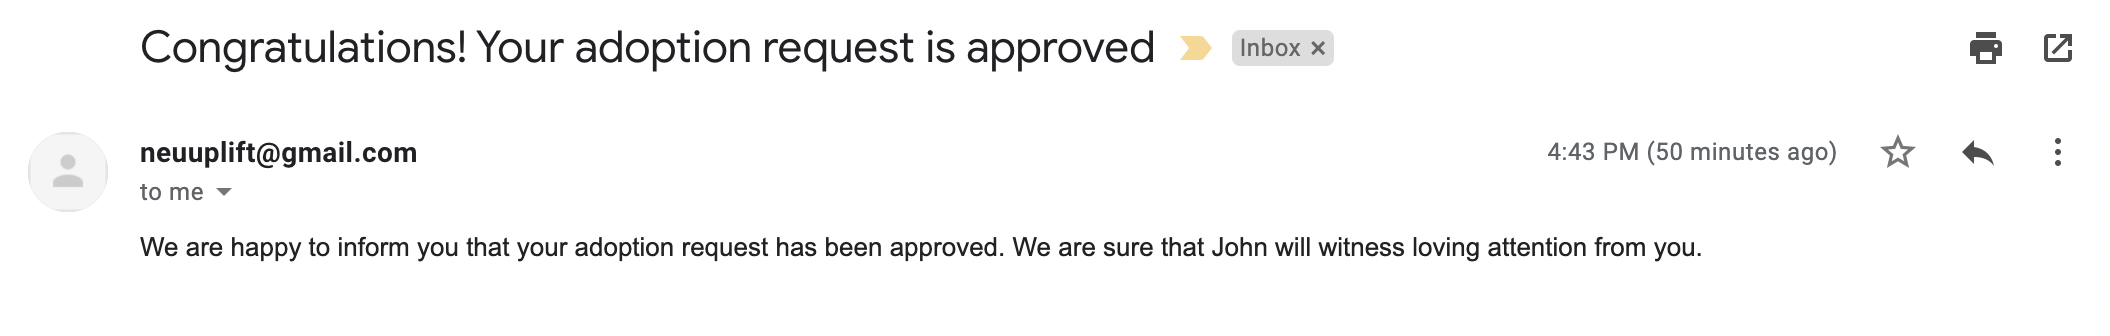 Congratulations! Your adoption request is approved Inbox ×
neuuplift@gmail.com 4:43 PM (50 minutes ago)
to me
We are happy to inform you that your adoption request has been approved. We are sure that John will witness loving attention from you.